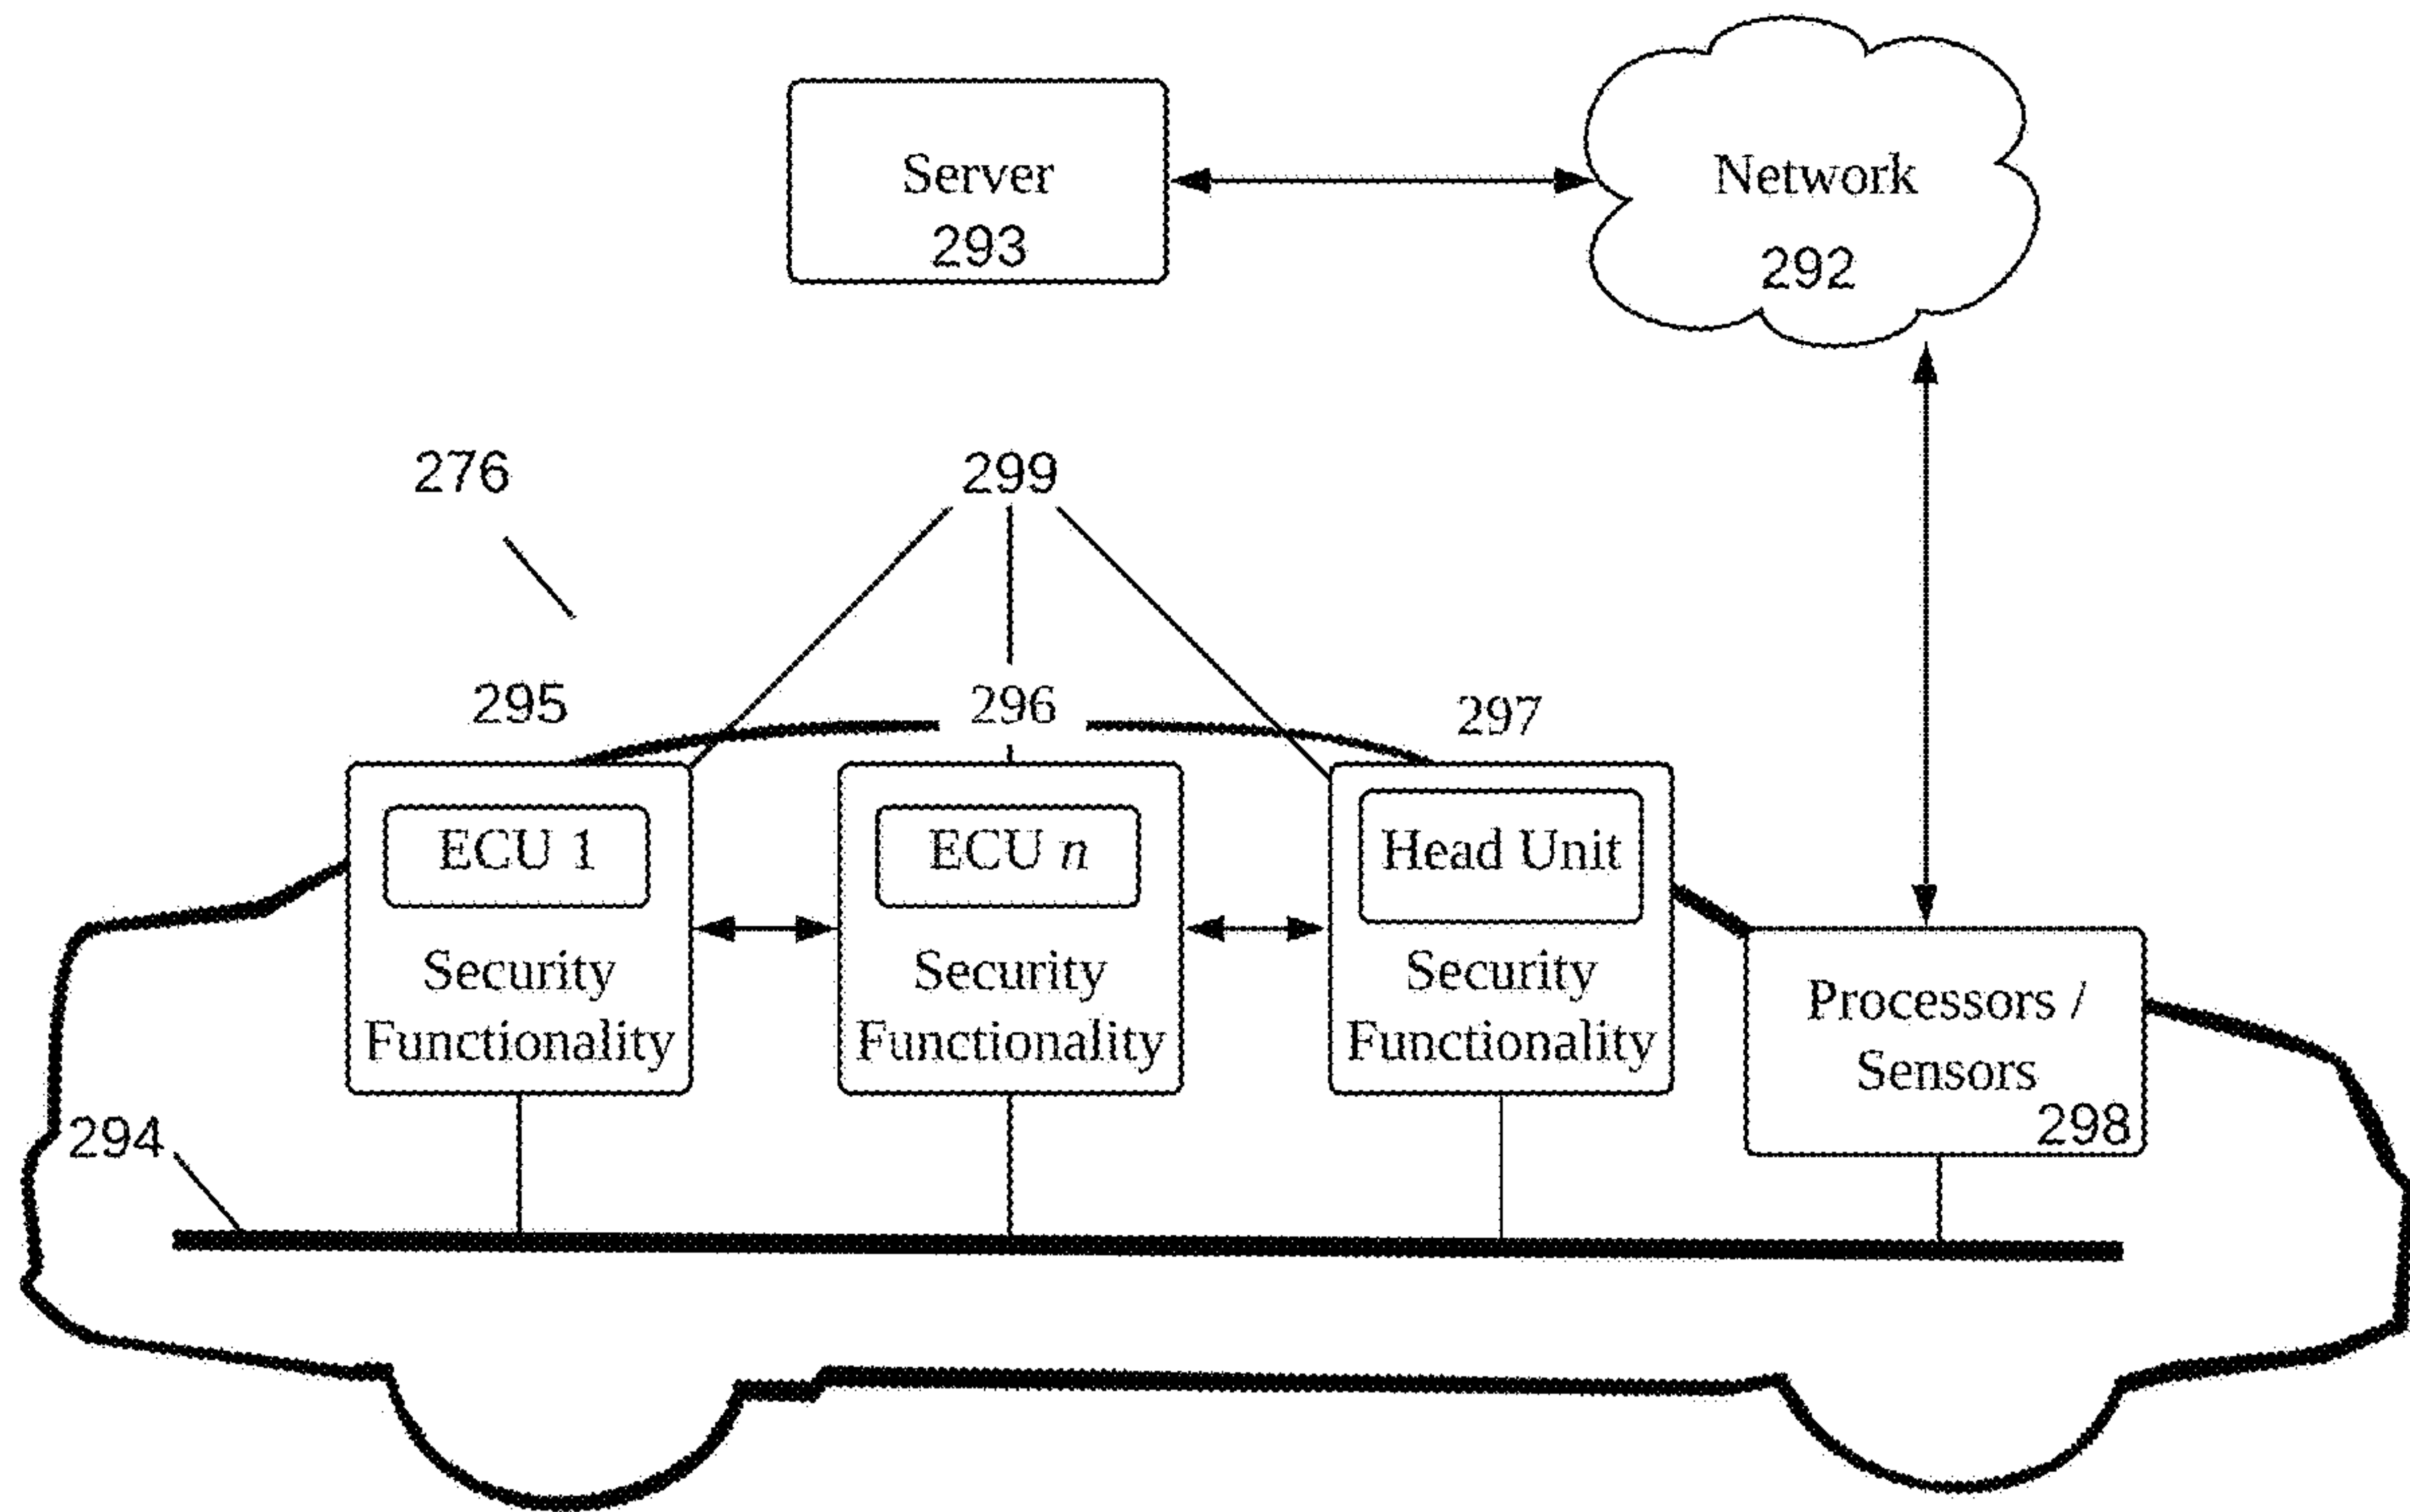 Server
293
Network
292
276
299
295
296
297
ECU 1
Security
Functionality
ECU n
Security
Functionality
Head Unit
Security
Functionality
Processors /
Sensors
298
294